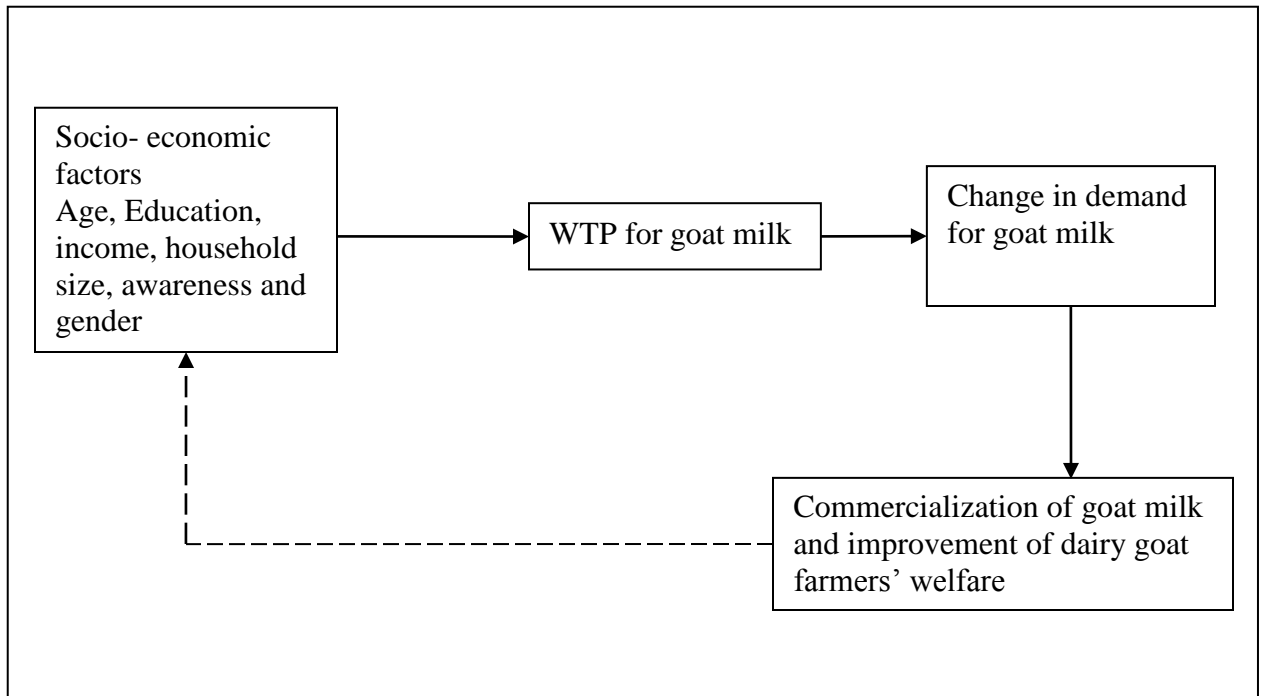 Socio- economic
factors
Age, Education,
income, household
size, awareness and
gender
WTP for goat milk
Change in demand
for goat milk
Commercialization of goat milk
and improvement of dairy goat
farmers’ welfare